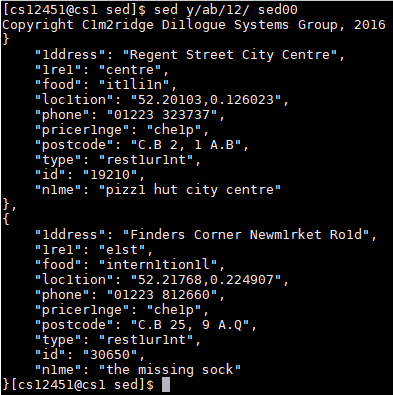 [cs12451@cs1 sed]$ sed y/ab/12/ sed00
Copyright C1m2ridge Di1logue Systems Group, 2016
}
    "1ddress": "Regent Street City Centre",
    "1re1": "centre",
    "food": "it1li1n",
    "loc1tion": "52.20103,0.126023",
    "phone": "01223 323737",
    "pricer1nge": "che1p",
    "postcode": "C.B 2, 1 A.B",
    "type": "rest1ur1nt",
    "id": "19210",
    "n1me": "pizz1 hut city centre"
},
{
    "1ddress": "Finders Corner Newm1rket Ro1d",
    "1re1": "e1st",
    "food": "intern1tion1l",
    "loc1tion": "52.21768,0.224907",
    "phone": "01223 812660",
    "pricer1nge": "che1p",
    "postcode": "C.B 25, 9 A.Q",
    "type": "rest1ur1nt",
    "id": "30650",
    "n1me": "the missing sock"
}[cs12451@cs1 sed]$